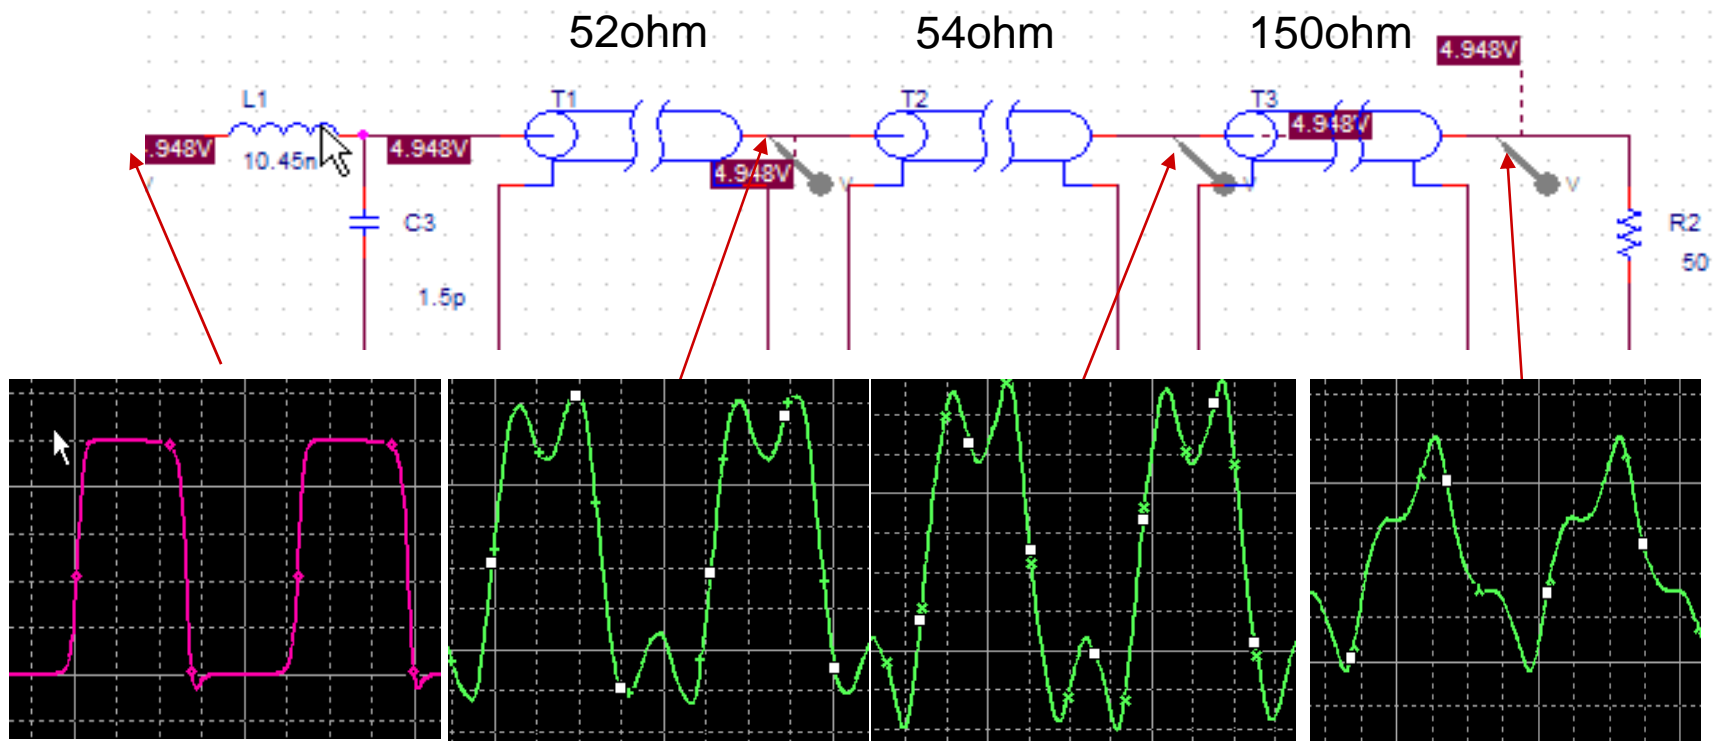 52ohm 54ohm 150ohm
4.948V
L1 T1 T2 T3
.948V 10.45n 4.948V 4.948V
4.948V V V V
C3 R2
50
1.5p